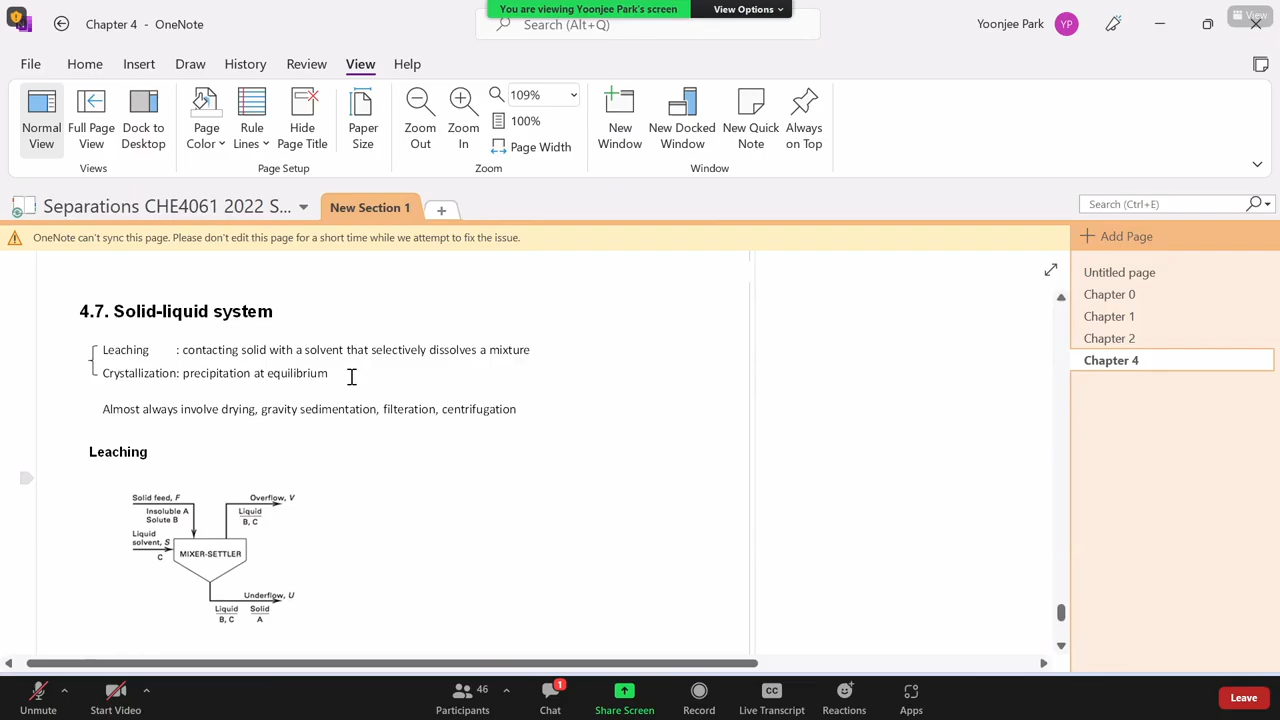 You are viewing Yoonjee Park's screen
View Options
Chapter 4 - OneNote
Search (Alt+Q)
Yoonjee Park
YP
View
File
Home
Insert
Draw
History
Review
View
Help
Normal View
Full Page View
Dock to Desktop
Page Color
Rule Lines
Hide Page Title
Paper Size
Zoom Out
Zoom In
109%
100%
Page Width
New Window
New Docked Window
New Quick Note
Always on Top
Views
Page Setup
Zoom
Window
Separations CHE4061 2022 S...
New Section 1
Search (Ctrl+E)
OneNote can't sync this page. Please don't edit this page for a short time while we attempt to fix the issue.
Add Page
Untitled page
Chapter 0
Chapter 1
Chapter 2
Chapter 4
4.7. Solid-liquid system
Leaching : contacting solid with a solvent that selectively dissolves a mixture
Crystallization: precipitation at equilibrium
Almost always involve drying, gravity sedimentation, filteration, centrifugation
Leaching
Solid feed, F
Insoluble A
Solute B
Liquid
solvent, S
C
MIXER-SETTLER
Overflow, V
Liquid
B, C
Underflow, U
Liquid Solid
B, C A
Unmute
Start Video
46
Participants
1
Chat
Share Screen
Record
CC
Live Transcript
Reactions
Apps
Leave